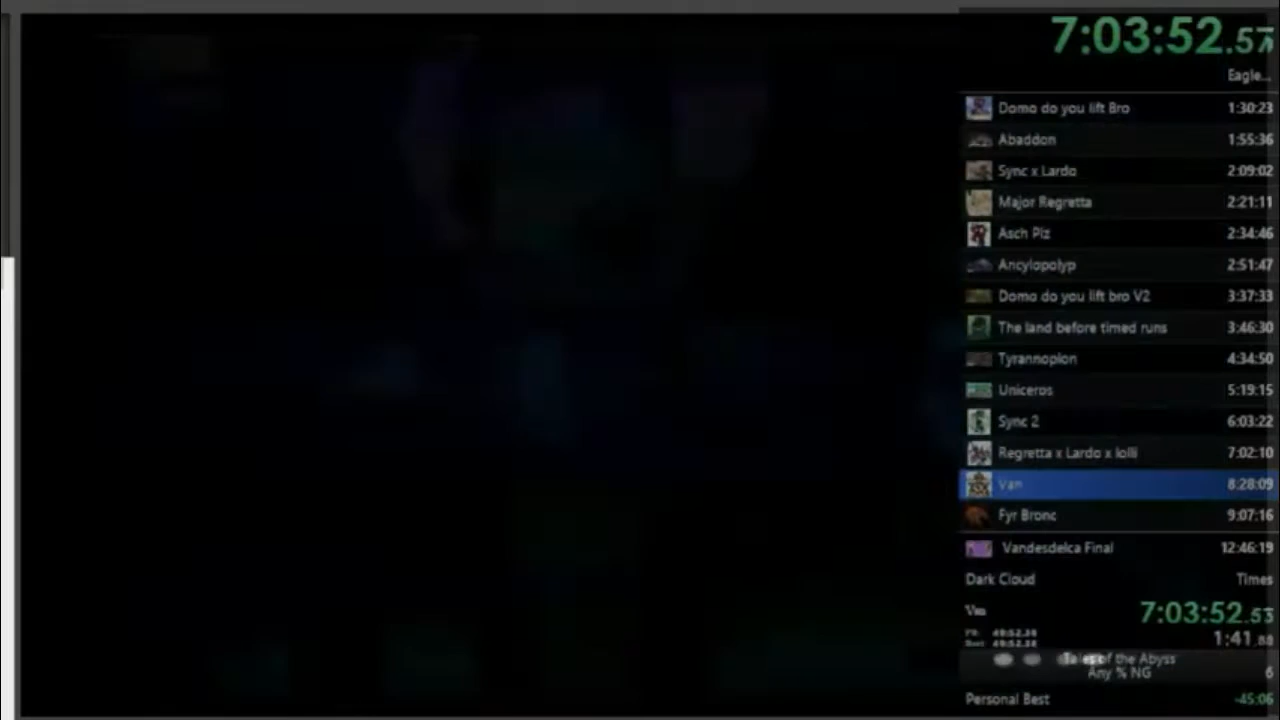 7:03:52.57
Eagle...
Domo do you lift Bro 1:30:23
Abaddon 1:55:36
Sync x Lardo 2:09:02
Major Regretta 2:21:11
Asch Plz 2:34:46
Ancylopolyp 2:51:47
Domo do you lift bro V2 3:37:33
The land before timed runs 3:46:30
Tyrannopion 4:34:50
Uniceros 5:19:15
Sync 2 6:03:22
Regretta x Lardo x lolli 7:02:10
Van 8:28:09
Fyr Bronc 9:07:16
Vandesdelca Final 12:46:19
Dark Cloud Times
Van 7:03:52.53
1:41
Tales of the Abyss
Any % NG 6
Personal Best -45:06